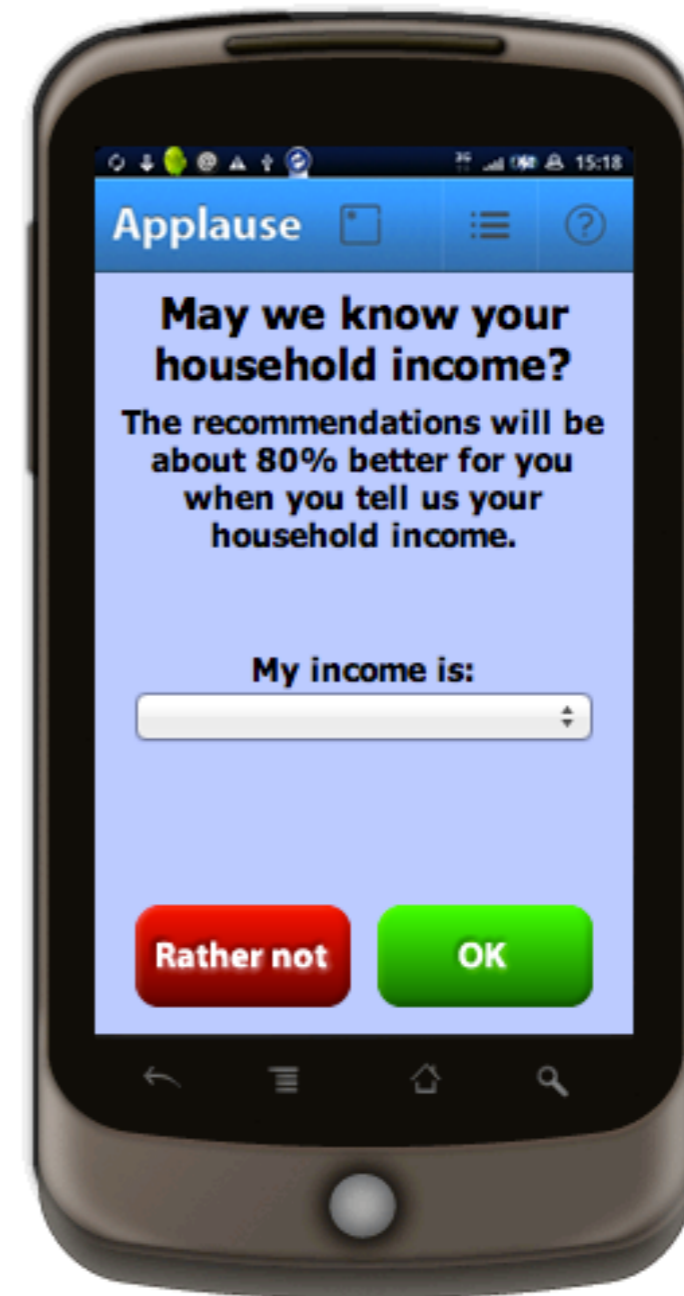 15:18
Applause
May we know your
household income?
The recommendations will be
about 80% better for you
when you tell us your
household income.
My income is:
Rather not OK